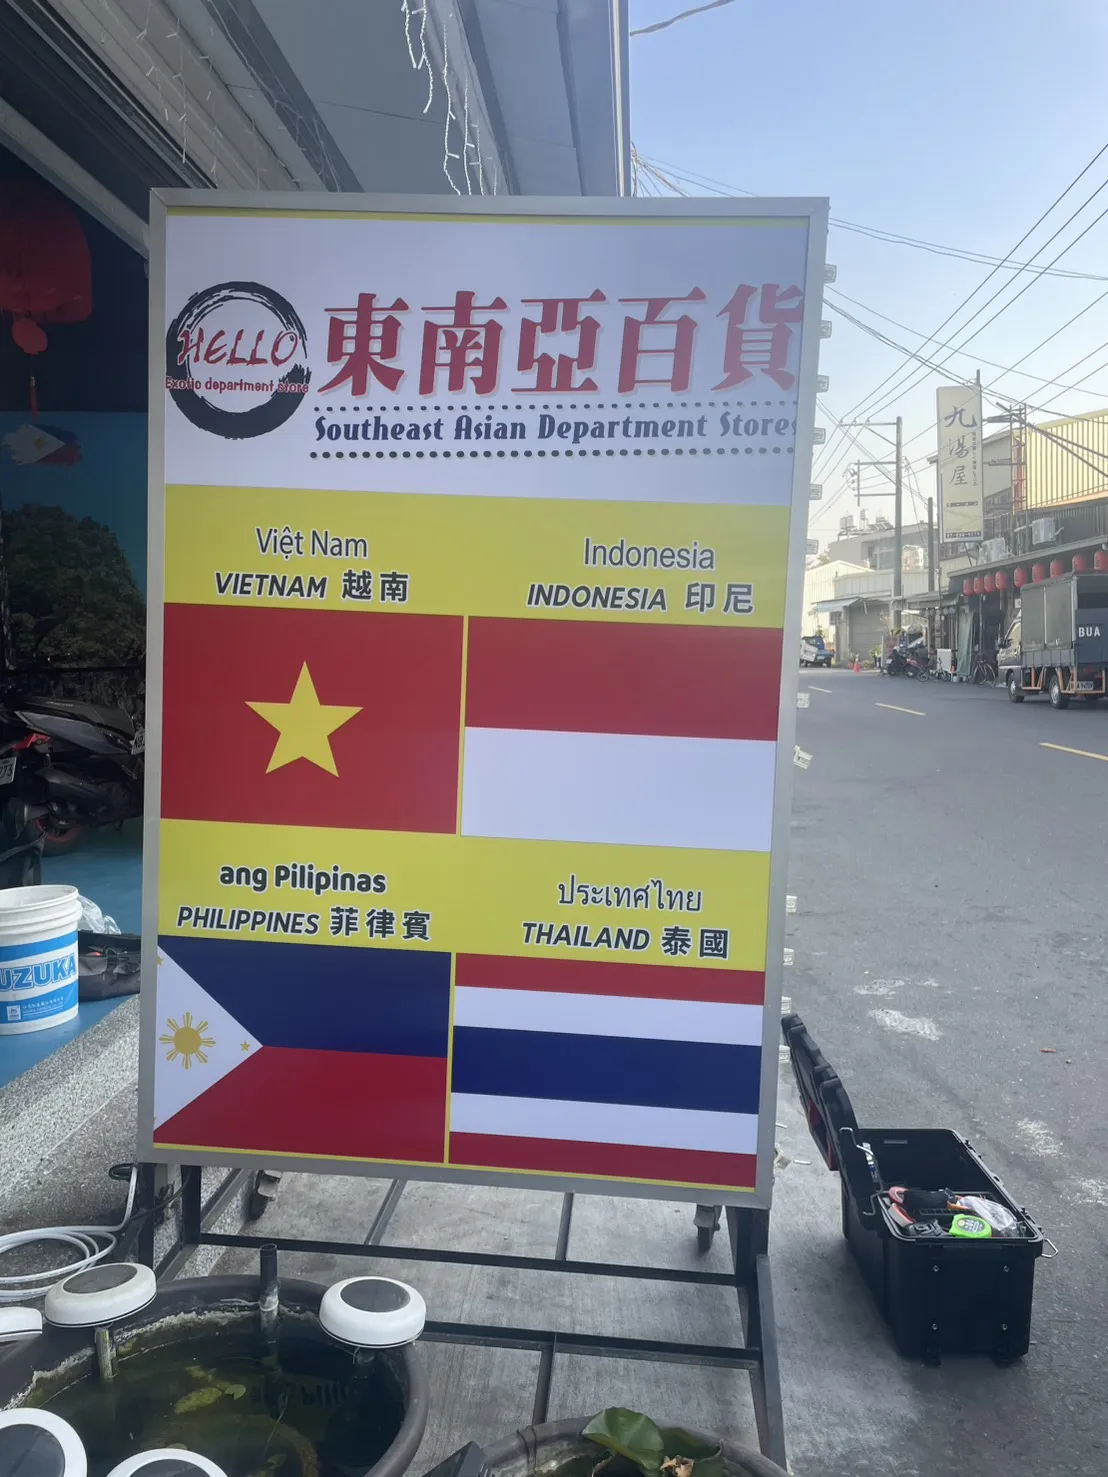 HELLO
Exotic department store
東南亞百貨
Southeast Asian Department Stores
Việt Nam
VIETNAM 越南
Indonesia
INDONESIA 印尼
ang Pilipinas
PHILIPPINES 菲律賓
ประเทศไทย
THAILAND 泰國
九湯屋
BUA
UZUKA